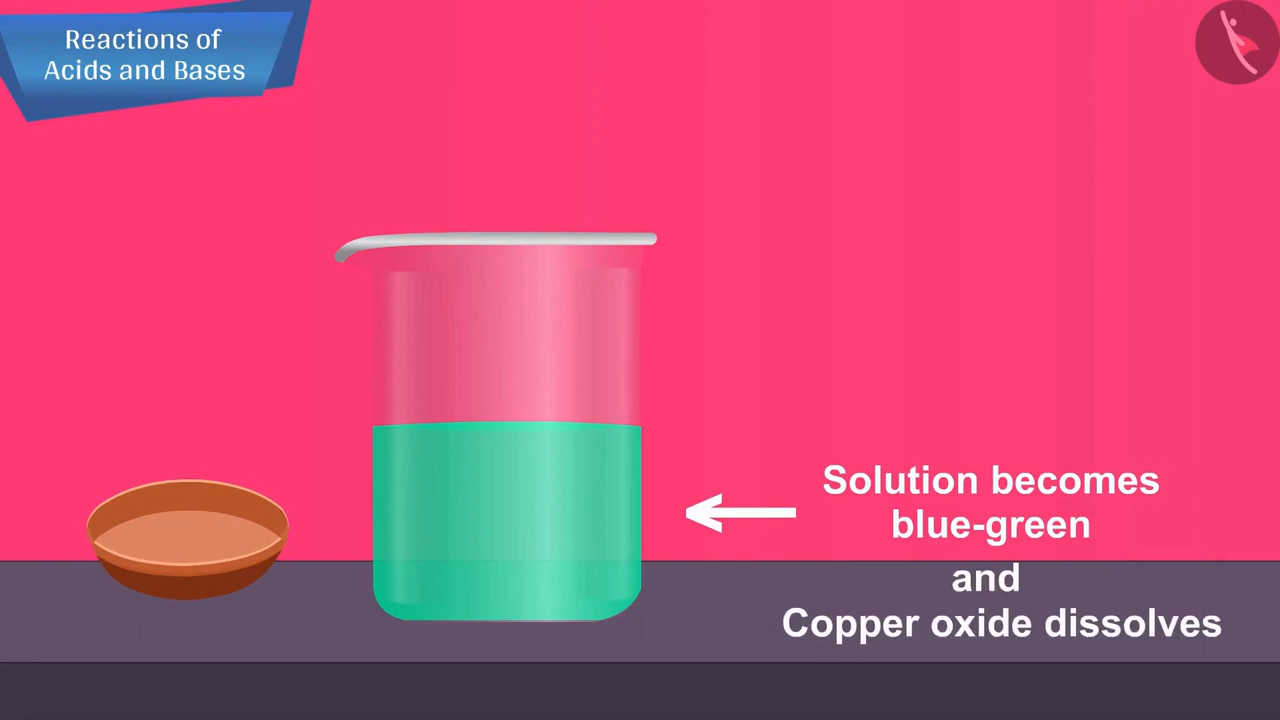 Reactions of
Acids and Bases
Solution becomes
blue-green
and
Copper oxide dissolves